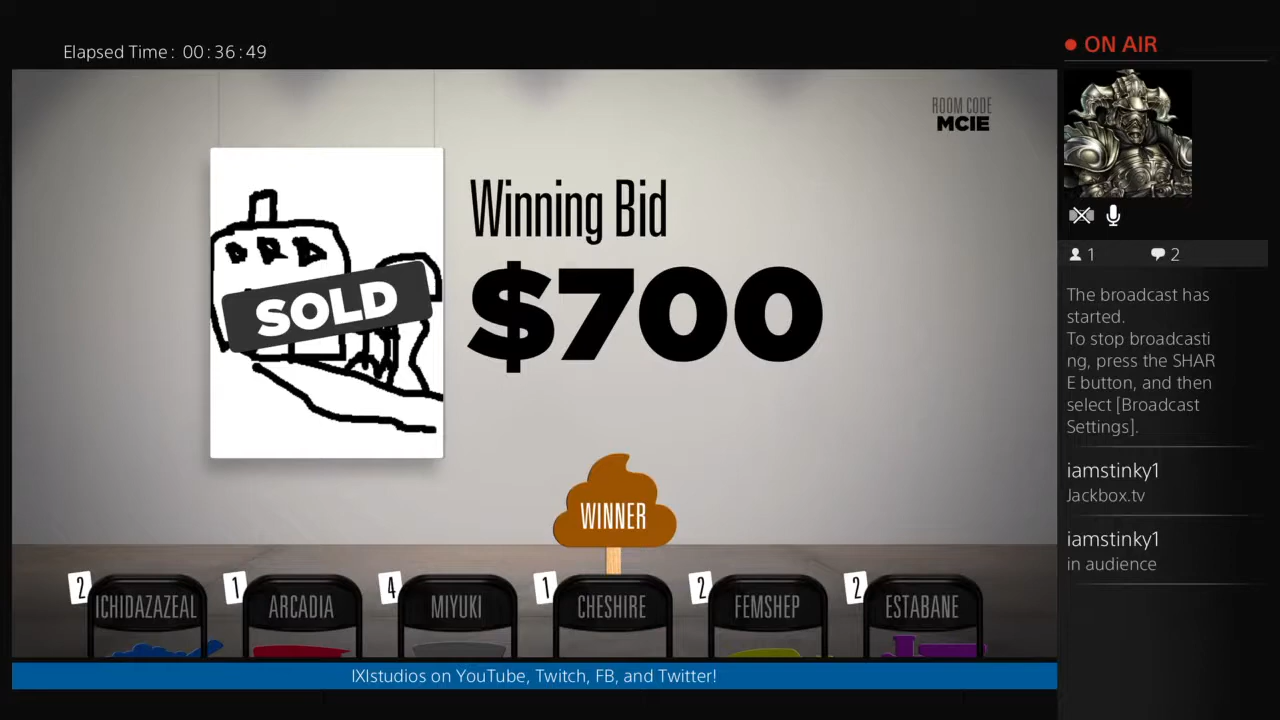 Elapsed Time: 00:36:49
ON AIR
ROOM CODE
MCIE
SOLD
Winning Bid
$700
WINNER
2 ICHIDAZAZEAL
1 ARCADIA
4 MIYUKI
1 CHESHIRE
2 FEMSHEP
2 ESTABANE
IXIstudios on YouTube, Twitch, FB, and Twitter!
1 2
The broadcast has
started.
To stop broadcasti
ng, press the SHAR
E button, and then
select [Broadcast
Settings].
iamstinky1
Jackbox.tv
iamstinky1
in audience